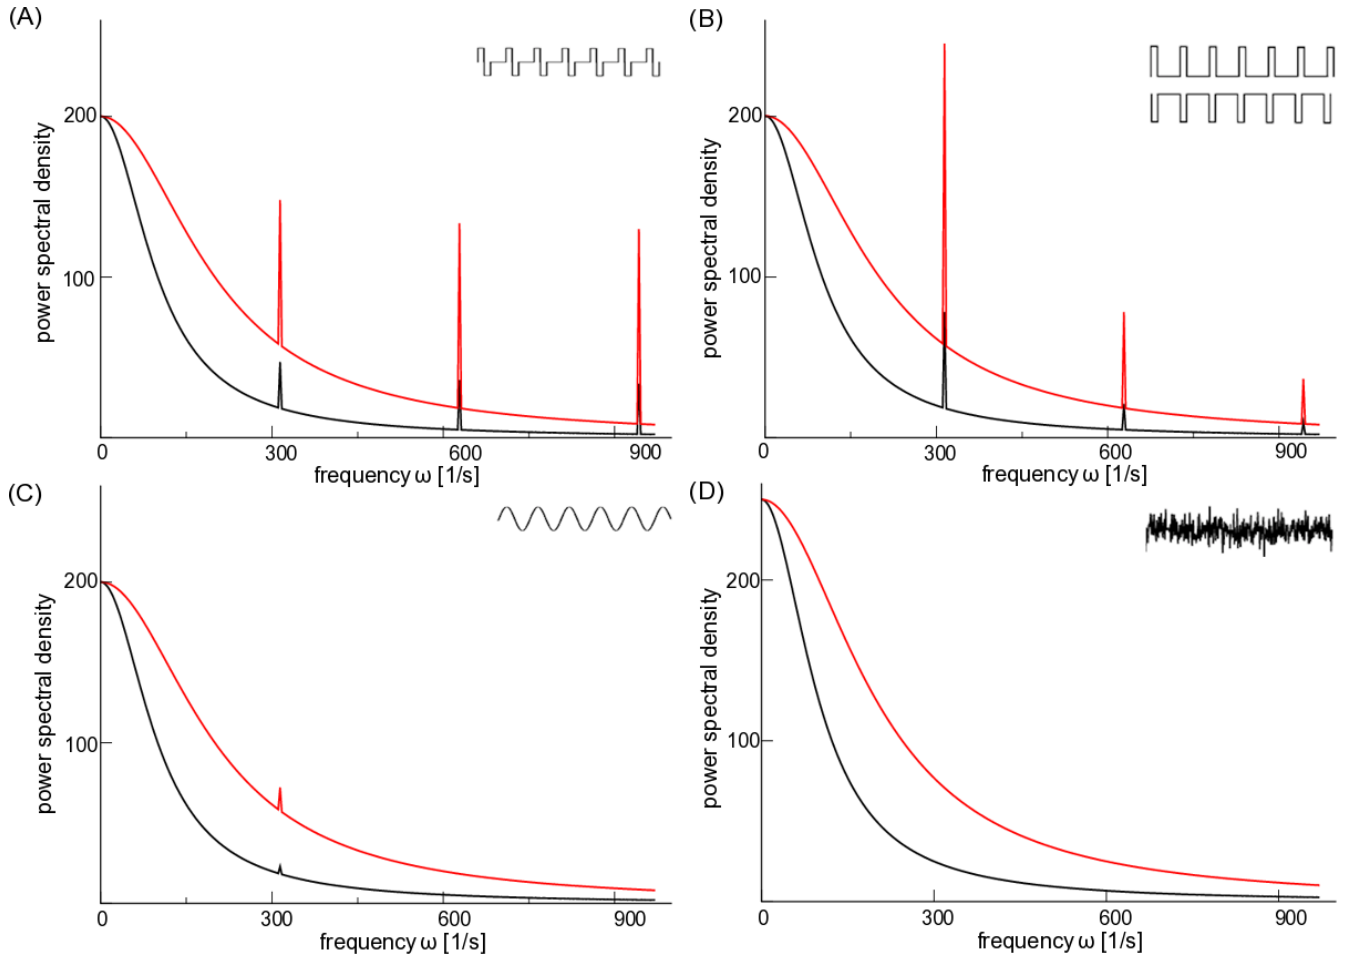 (A)
power spectral density
200
100
0
300
600
900
frequency ω [1/s]
(B)
power spectral density
200
100
0
300
600
900
frequency ω [1/s]
(C)
power spectral density
200
100
0
300
600
900
frequency ω [1/s]
(D)
power spectral density
200
100
0
300
600
900
frequency ω [1/s]